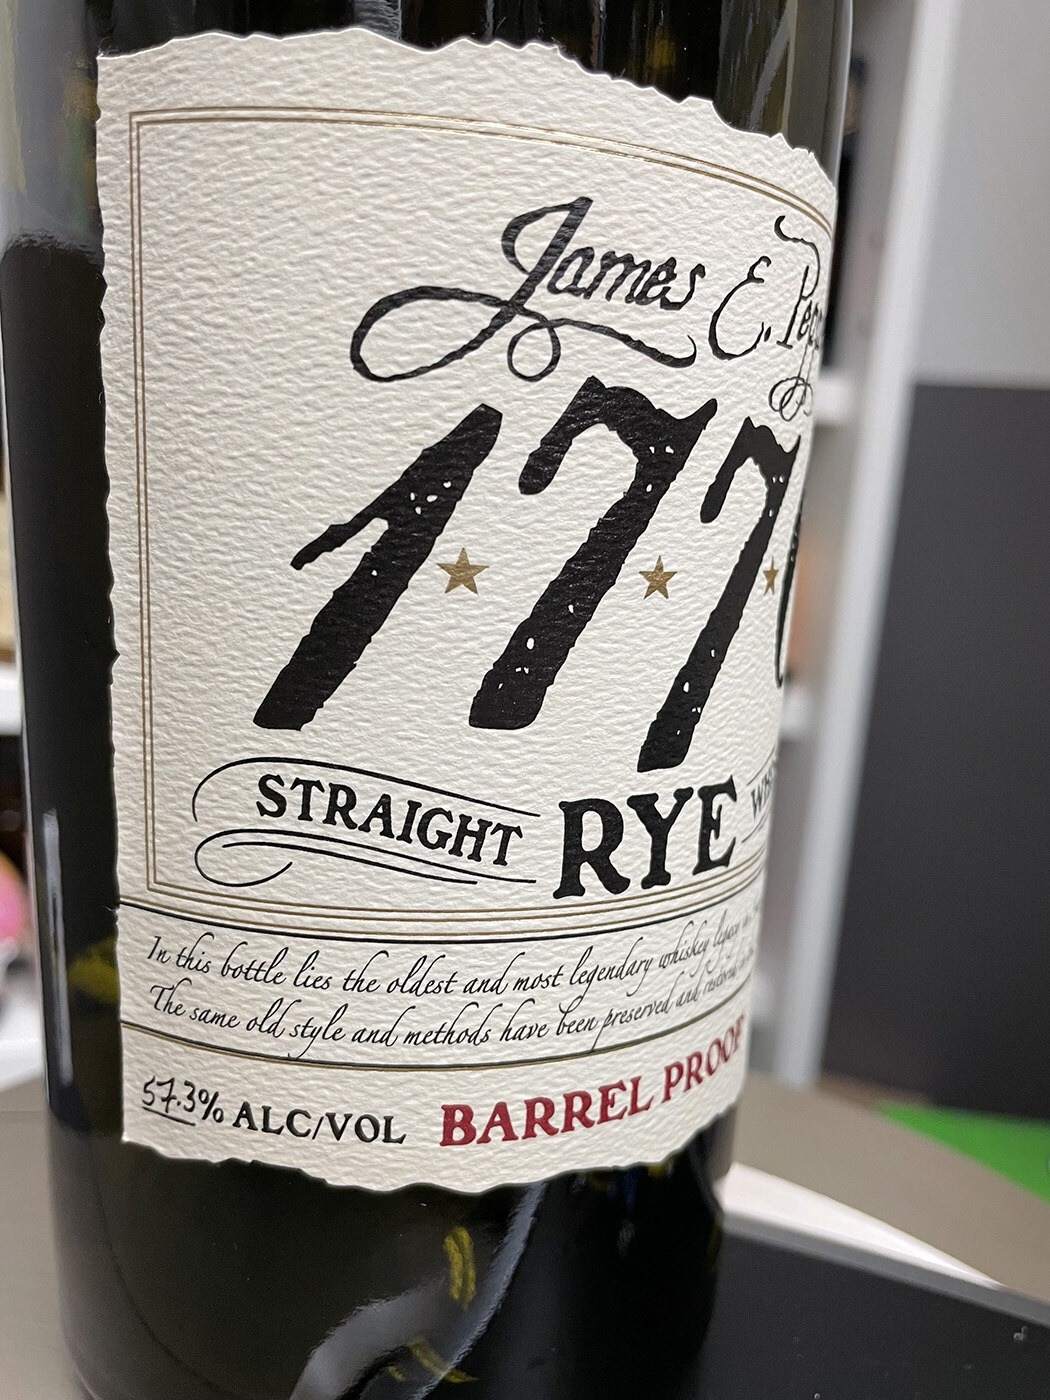 James E.
177
STRAIGHT RYE
In this bottle lies the oldest and most legendary whiskey legacy
The same old style and methods have been preserved and
57.3% ALC/VOL BARREL PROOF